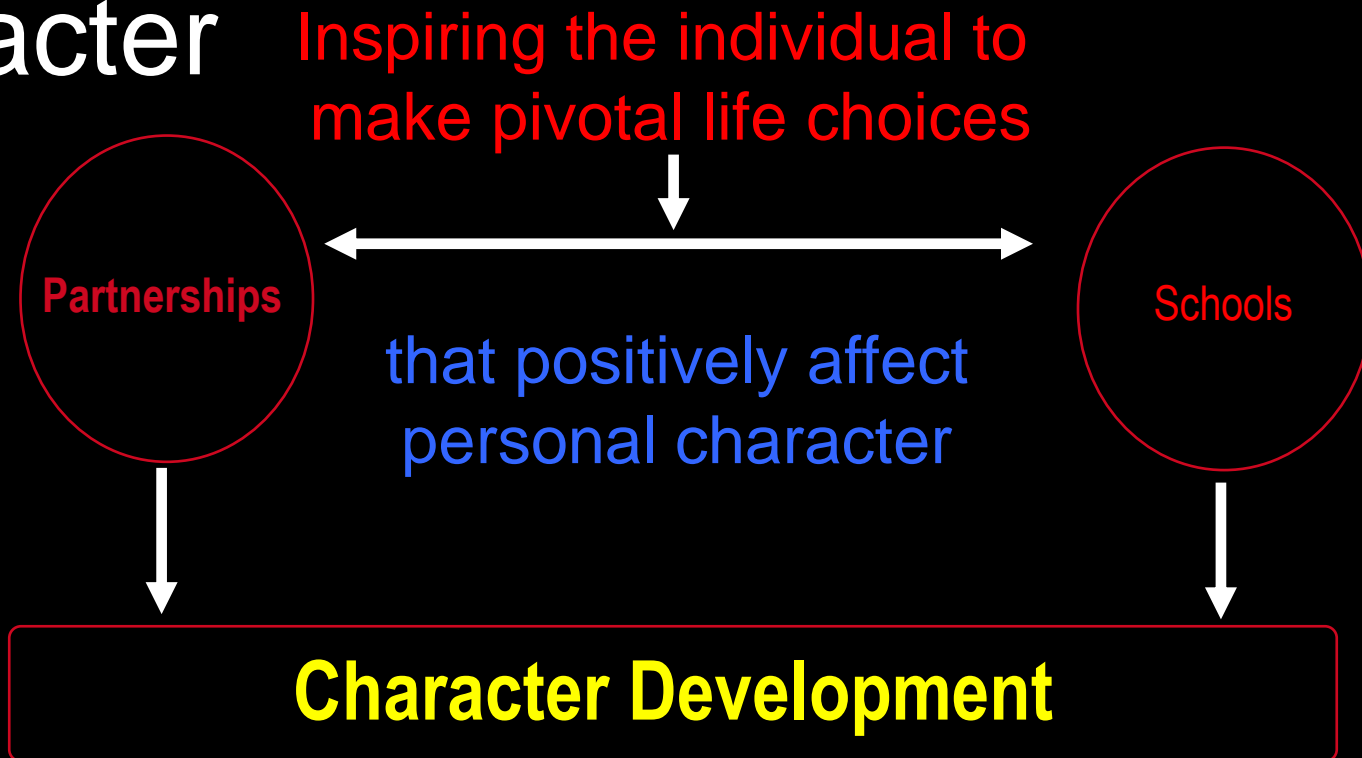 acter
Inspiring the individual to
make pivotal life choices
Partnerships
Schools
that positively affect
personal character
Character Development